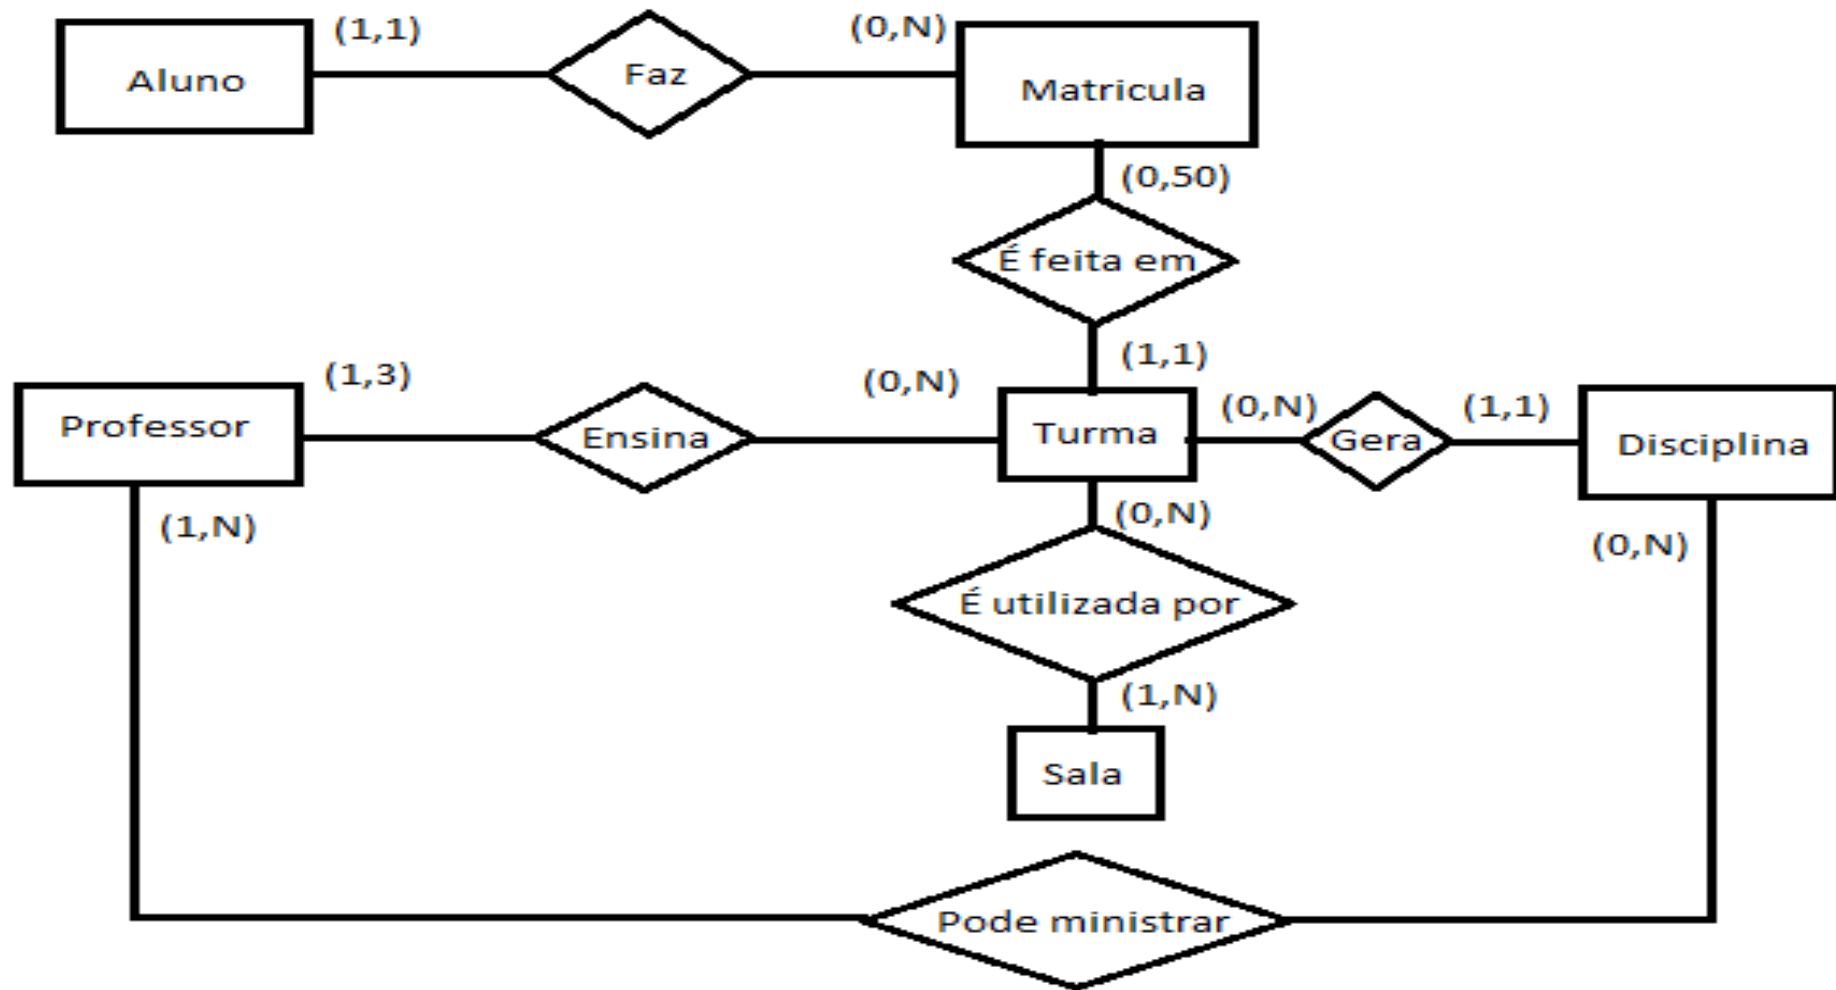 (1,1)
(0,N)
Aluno
Faz
Matricula
(0,50)
É feita em
(1,1)
(1,3)
(0,N)
(0,N)
(1,1)
Professor
Ensina
Turma
Gera
Disciplina
(1,N)
(0,N)
(0,N)
É utilizada por
(1,N)
Sala
Pode ministrar